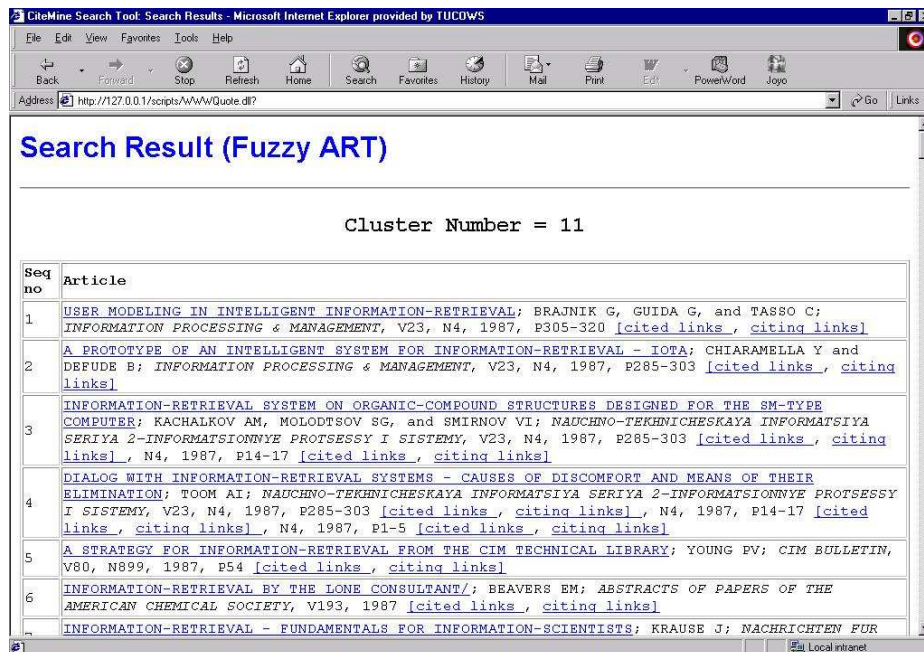 CiteMine Search Tool: Search Results - Microsoft Internet Explorer provided by TUCOWS
File Edit View Favorites Tools Help
Back Forward Stop Refresh Home Search Favorites History Mail Print Edit PowerWord Joyo
Address http://127.0.0.1/scripts/WWWQuote.dll? Go Links
Search Result (Fuzzy ART)
Cluster Number = 11
Seq no Article
1 USER MODELING IN INTELLIGENT INFORMATION-RETRIEVAL; BRAJNIK G, GUIDA G, and TASSO C;
INFORMATION PROCESSING & MANAGEMENT, V23, N4, 1987, P305-320 [cited links , citing links]
2 A PROTOTYPE OF AN INTELLIGENT SYSTEM FOR INFORMATION-RETRIEVAL - IOTA; CHIARAMELLA Y and
DEFUDE B; INFORMATION PROCESSING & MANAGEMENT, V23, N4, 1987, P285-303 [cited links , citing
links]
3 INFORMATION-RETRIEVAL SYSTEM ON ORGANIC-COMPOUND STRUCTURES DESIGNED FOR THE SM-TYPE
COMPUTER; KACHALKOV AM, MOLODTSOV SG, and SMIRNOV VI; NAUCHNO-TEKHNICHESKAYA INFORMATSIYA
SERIYA 2-INFORMATSIONNYE PROTSESSY I SISTEMY, V23, N4, 1987, P285-303 [cited links , citing
links] , N4, 1987, P14-17 [cited links , citing links]
4 DIALOG WITH INFORMATION-RETRIEVAL SYSTEMS - CAUSES OF DISCOMFORT AND MEANS OF THEIR
ELIMINATION; TOOM AI; NAUCHNO-TEKHNICHESKAYA INFORMATSIYA SERIYA 2-INFORMATSIONNYE PROTSESSY
I SISTEMY, V23, N4, 1987, P285-303 [cited links , citing links] , N4, 1987, P14-17 [cited
links , citing links] , N4, 1987, P1-5 [cited links , citing links]
5 A STRATEGY FOR INFORMATION-RETRIEVAL FROM THE CIM TECHNICAL LIBRARY; YOUNG PV; CIM BULLETIN,
V80, N899, 1987, P54 [cited links , citing links]
6 INFORMATION-RETRIEVAL BY THE LONE CONSULTANT/; BEAVERS EM; ABSTRACTS OF PAPERS OF THE
AMERICAN CHEMICAL SOCIETY, V193, 1987 [cited links , citing links]
INFORMATION-RETRIEVAL - FUNDAMENTALS FOR INFORMATION-SCIENTISTS; KRAUSE J; NACHRICHTEN FUR
Local intranet